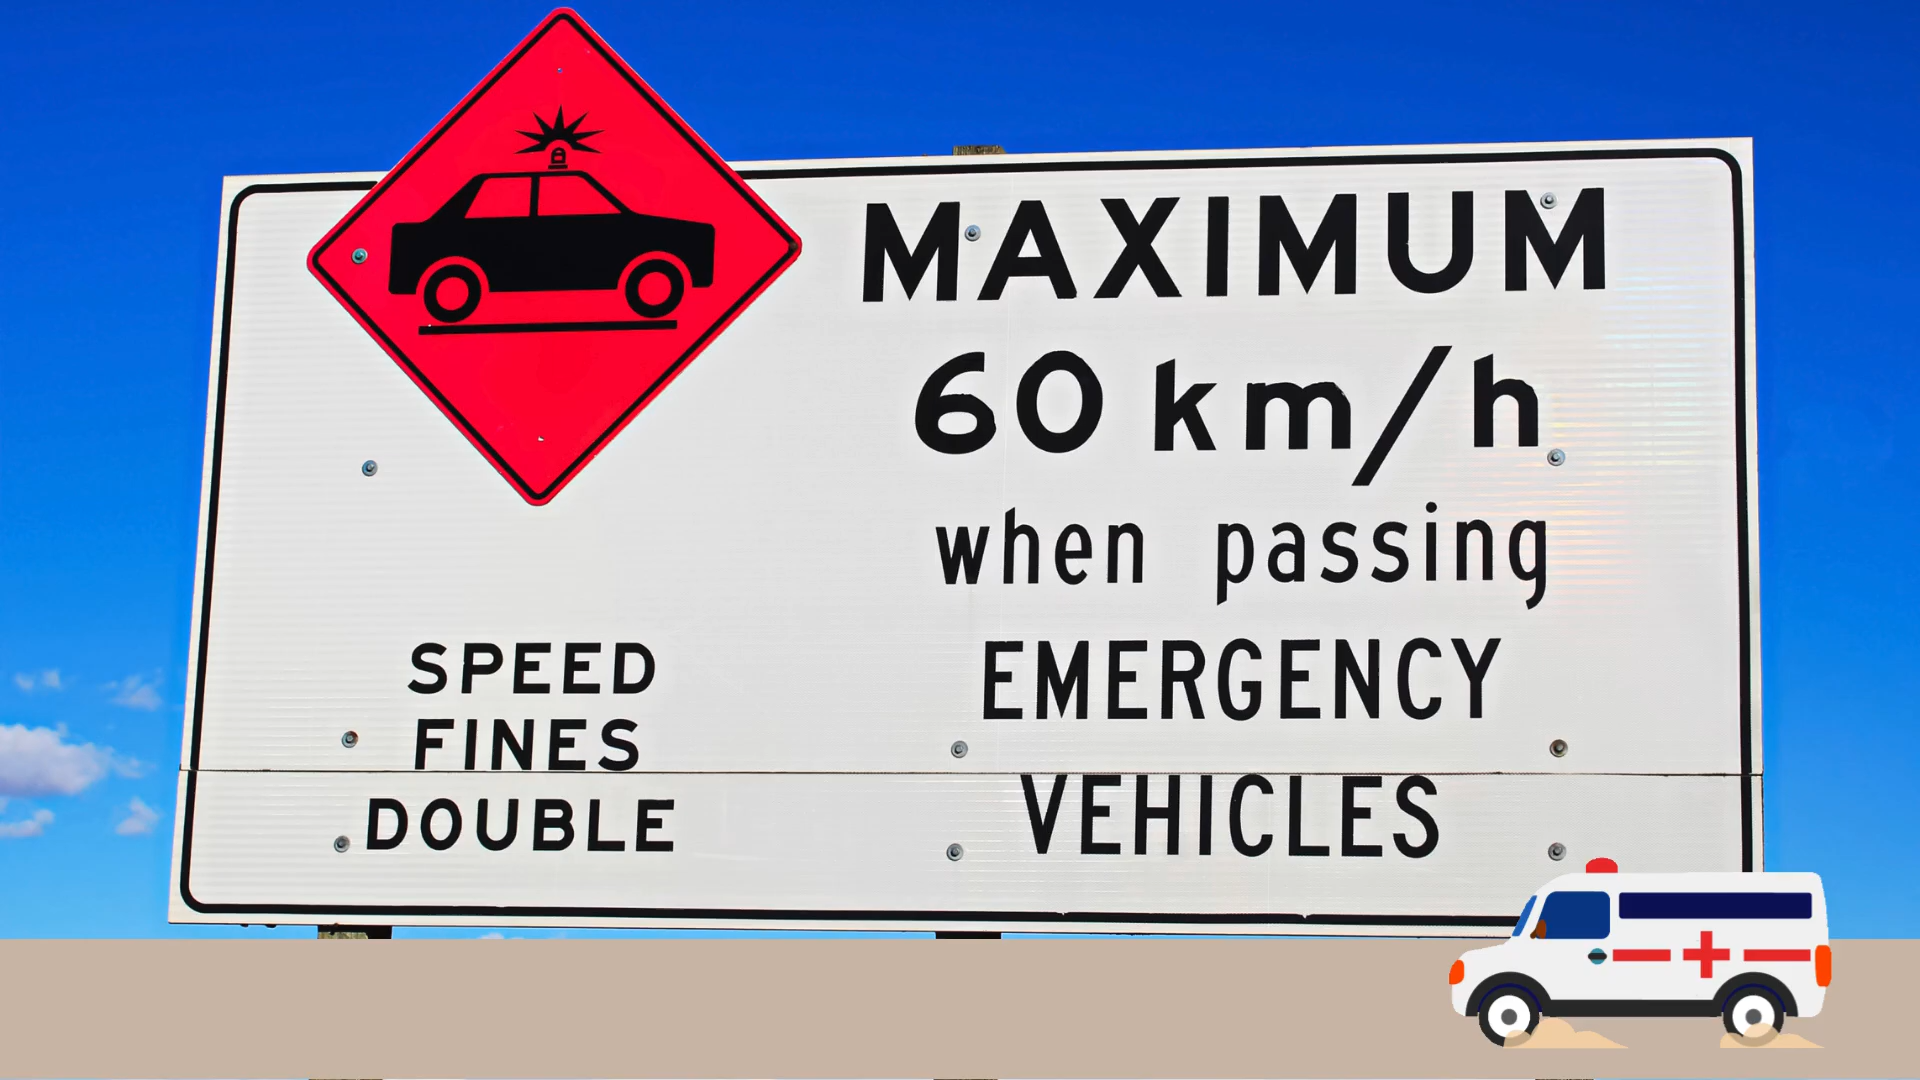 MAXIMUM
60 km/h
when passing
EMERGENCY
VEHICLES
SPEED
FINES
DOUBLE